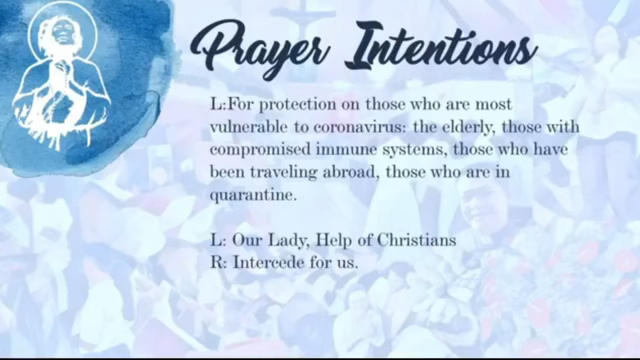 Prayer Intentions
L:For protection on those who are most
vulnerable to coronavirus: the elderly, those with
compromised immune systems, those who have
been traveling abroad, those who are in
quarantine.
L: Our Lady, Help of Christians
R: Intercede for us.